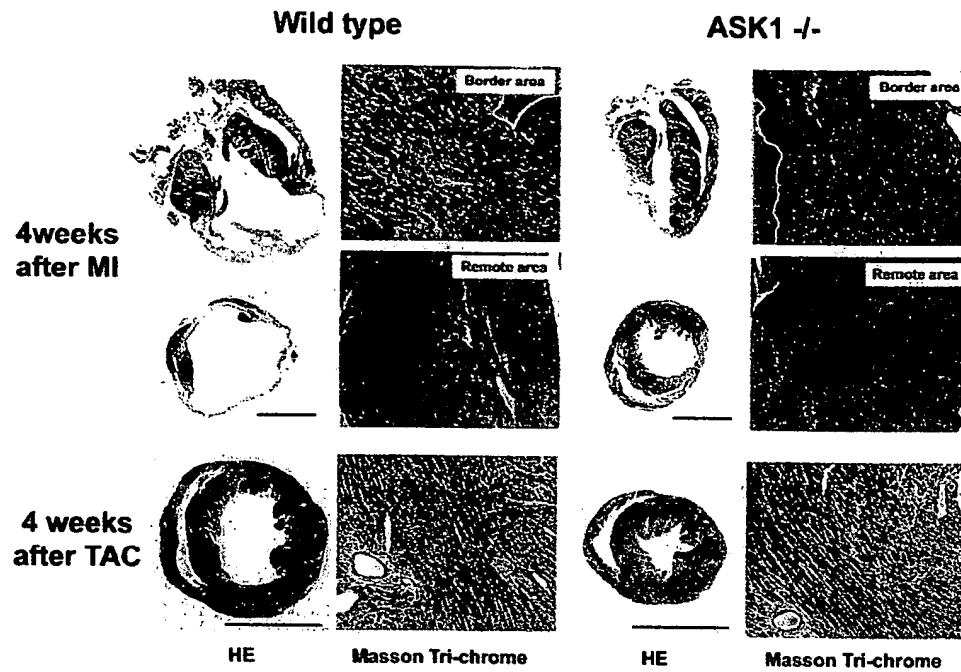 Wild type
ASK1 -/-
Border area
Border area
4weeks
after MI
Remote area
Remote area
4 weeks
after TAC
HE
Masson Tri-chrome
HE
Masson Tri-chrome